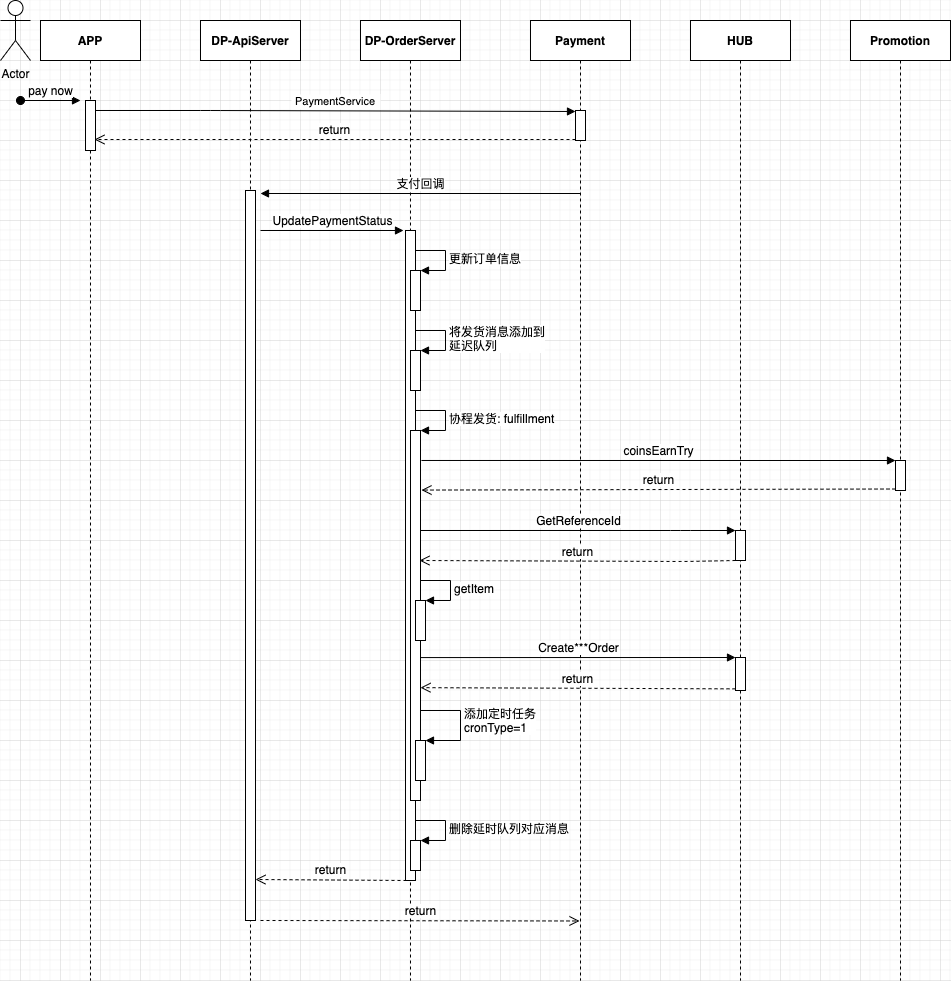 APP
DP-ApiServer
DP-OrderServer
Payment
HUB
Promotion
Actor
pay now
PaymentService
return
支付回调
UpdatePaymentStatus
更新订单信息
将发货消息添加到
延迟队列
协程发货: fulfillment
coinsEarnTry
return
GetReferenceId
return
getItem
Create***Order
return
添加定时任务
cronType=1
删除延时队列对应消息
return
return